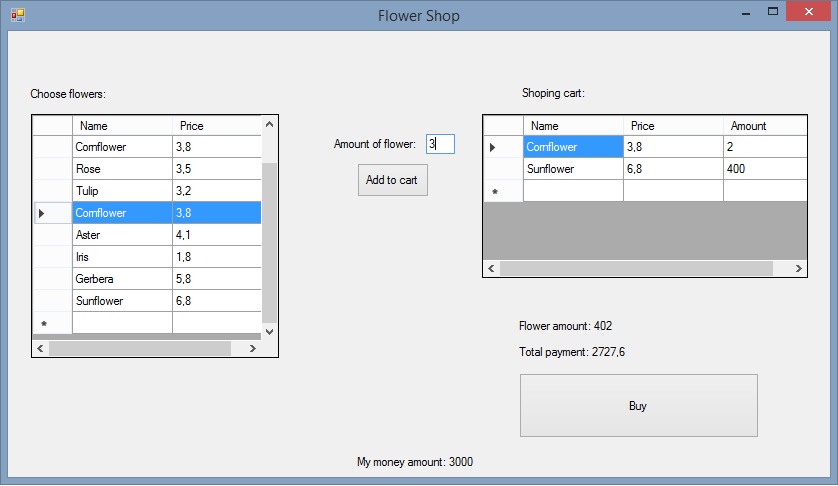 Flower Shop
Choose flowers:
Name Price
Cornflower 3,8
Rose 3,5
Tulip 3,2
Cornflower 3,8
Aster 4,1
Iris 1,8
Gerbera 5,8
Sunflower 6,8
*
Amount of flower: 3
Add to cart
Shoping cart:
Name Price Amount
Cornflower 3,8 2
Sunflower 6,8 400
*
Flower amount: 402
Total payment: 2727,6
Buy
My money amount: 3000